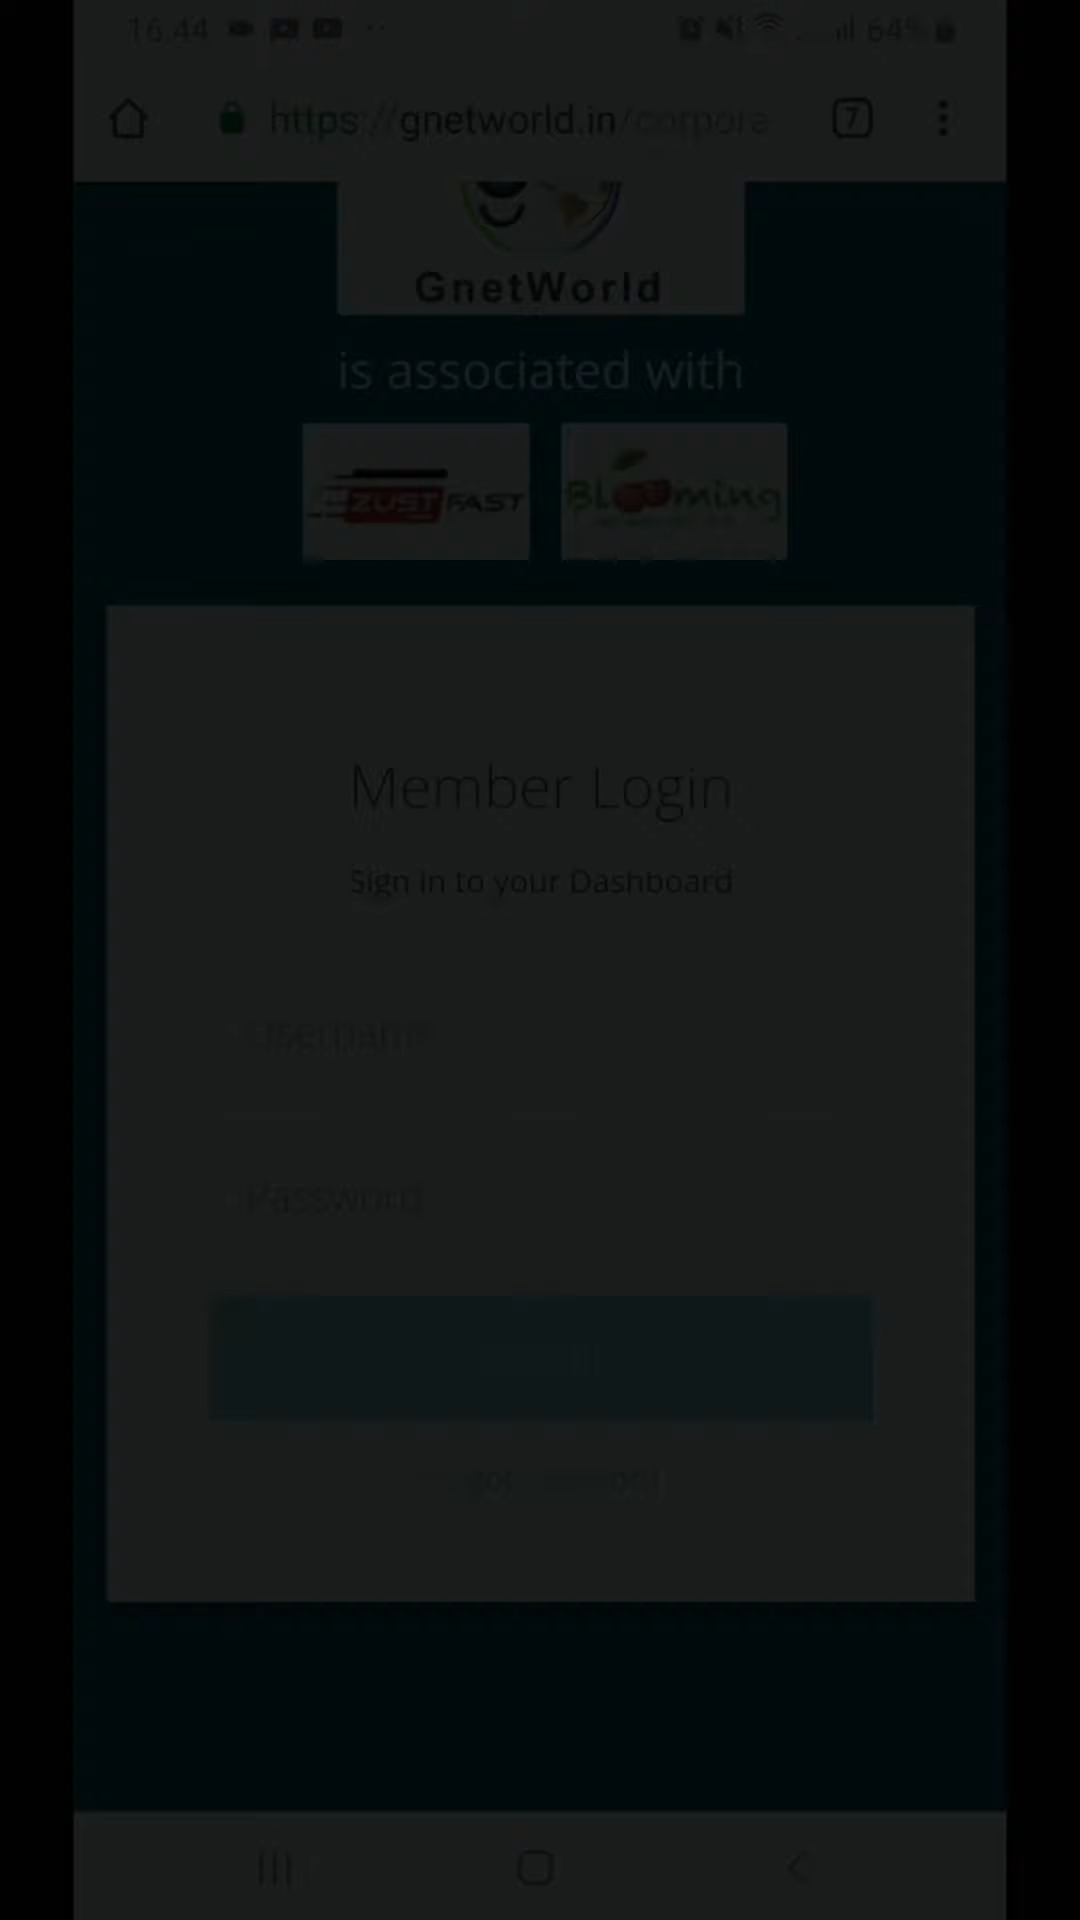 16.44 64%
https://gnetworld.in/corpora 7
GnetWorld
is associated with
ZUST FAST BLooming
Member Login
Sign in to your Dashboard
Username
Password